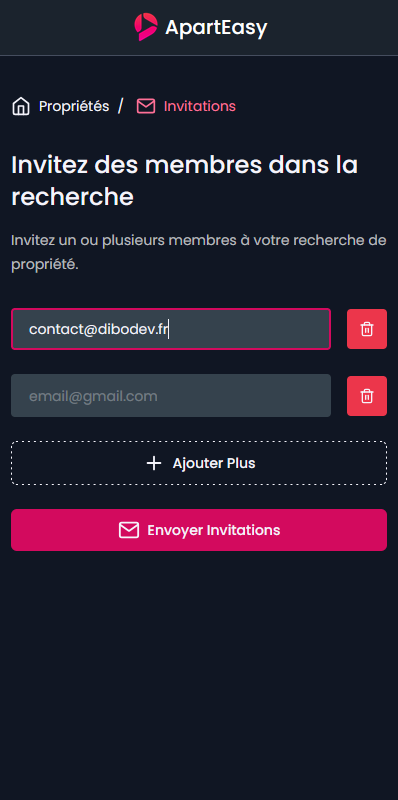 ApartEasy
Propriétés / Invitations
Invitez des membres dans la
recherche
Invitez un ou plusieurs membres à votre recherche de
propriété.
contact@dibodev.fr
email@gmail.com
Ajouter Plus
Envoyer Invitations